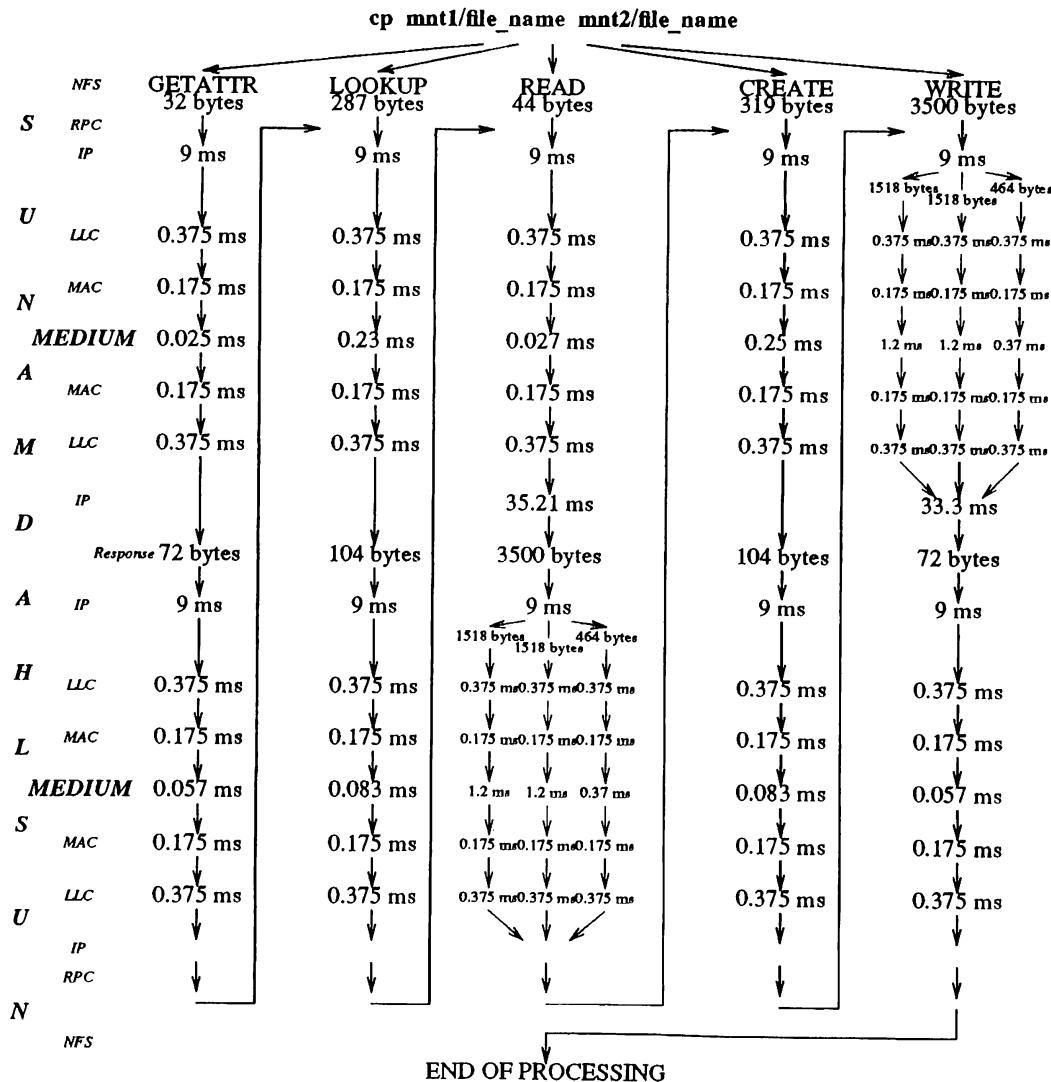 cp mnt1/file_name mnt2/file_name
NFS GETATTR LOOKUP READ CREATE WRITE
32 bytes 287 bytes 44 bytes 319 bytes 3500 bytes
S RPC
IP 9 ms 9 ms 9 ms 9 ms 9 ms
1518 bytes 1518 bytes 464 bytes
U
LLC 0.375 ms 0.375 ms 0.375 ms 0.375 ms 0.375 ms 0.375 ms 0.375 ms
N MAC 0.175 ms 0.175 ms 0.175 ms 0.175 ms 0.175 ms 0.175 ms 0.175 ms
MEDIUM 0.025 ms 0.23 ms 0.027 ms 0.25 ms 1.2 ms 1.2 ms 0.37 ms
A
MAC 0.175 ms 0.175 ms 0.175 ms 0.175 ms 0.175 ms 0.175 ms 0.175 ms
M LLC 0.375 ms 0.375 ms 0.375 ms 0.375 ms 0.375 ms 0.375 ms 0.375 ms
IP 35.21 ms 33.3 ms
D
Response 72 bytes 104 bytes 3500 bytes 104 bytes 72 bytes
A IP 9 ms 9 ms 9 ms 9 ms 9 ms
1518 bytes 1518 bytes 464 bytes
H
LLC 0.375 ms 0.375 ms 0.375 ms 0.375 ms 0.375 ms 0.375 ms 0.375 ms
L MAC 0.175 ms 0.175 ms 0.175 ms 0.175 ms 0.175 ms 0.175 ms 0.175 ms
MEDIUM 0.057 ms 0.083 ms 1.2 ms 1.2 ms 0.37 ms 0.083 ms 0.057 ms
S
MAC 0.175 ms 0.175 ms 0.175 ms 0.175 ms 0.175 ms 0.175 ms 0.175 ms
LLC 0.375 ms 0.375 ms 0.375 ms 0.375 ms 0.375 ms 0.375 ms 0.375 ms
U
IP
RPC
N
NFS
END OF PROCESSING